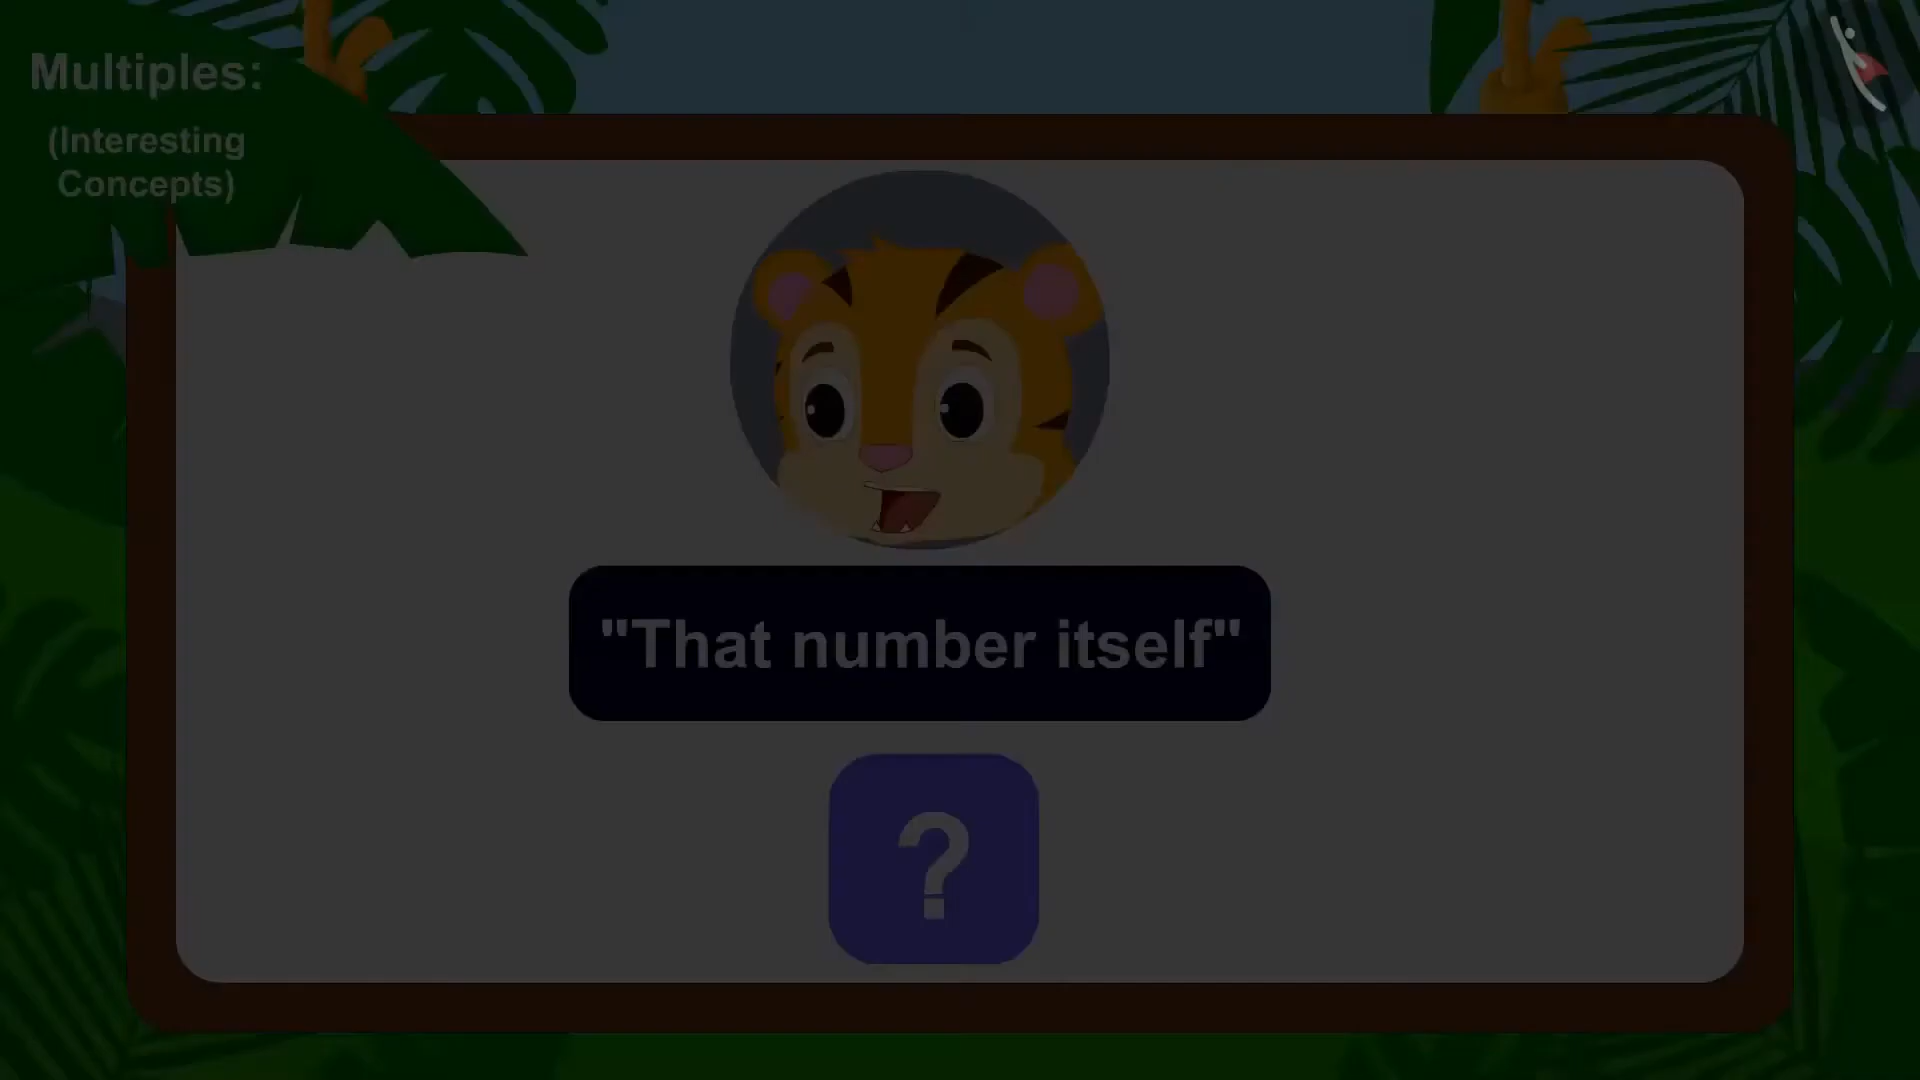 Multiples:
(Interesting
Concepts)
"That number itself"
?